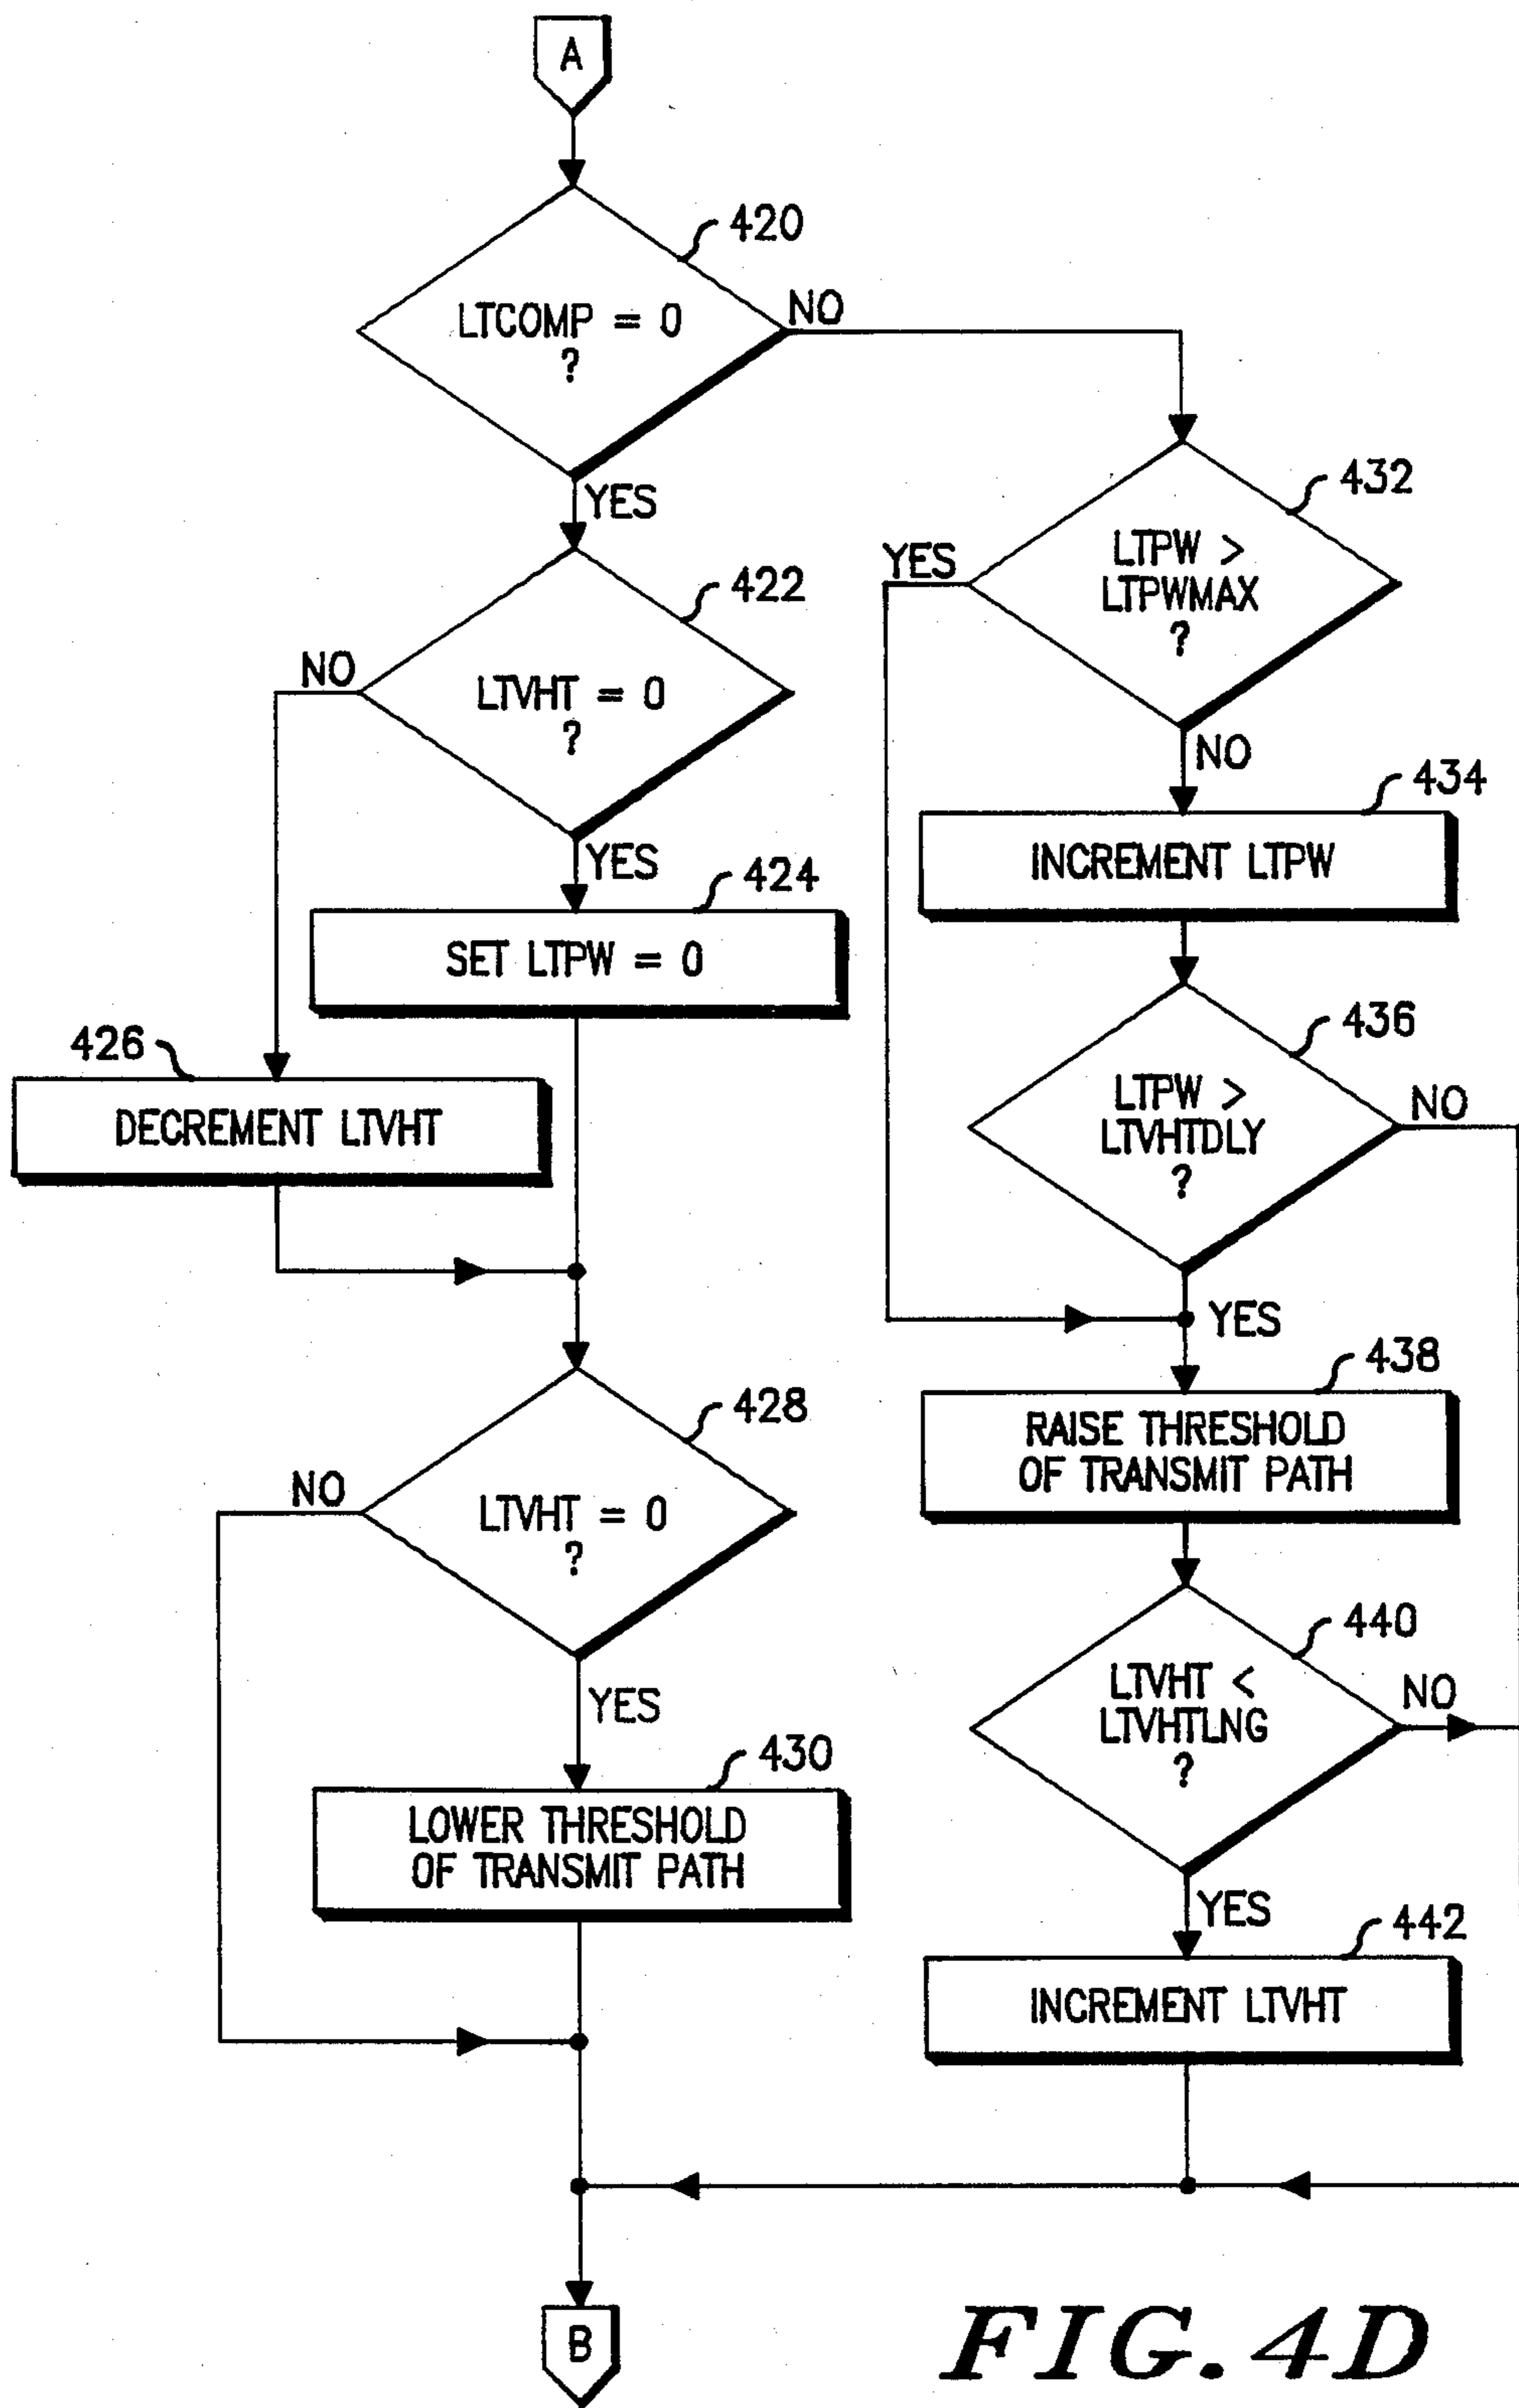 A
420
LTCOMP = 0
?
NO
YES
432
LTPW >
LTPWMAX
?
YES
NO
422
LTVHT = 0
?
NO
YES
434
INCREMENT LTPW
424
SET LTPW = 0
436
LTPW >
LTVHTDLY
?
NO
YES
426
DECREMENT LTVHT
438
RAISE THRESHOLD
OF TRANSMIT PATH
428
LTVHT = 0
?
NO
YES
440
LTVHT <
LTVHTLNG
?
NO
YES
430
LOWER THRESHOLD
OF TRANSMIT PATH
442
INCREMENT LTVHT
B
FIG. 4D